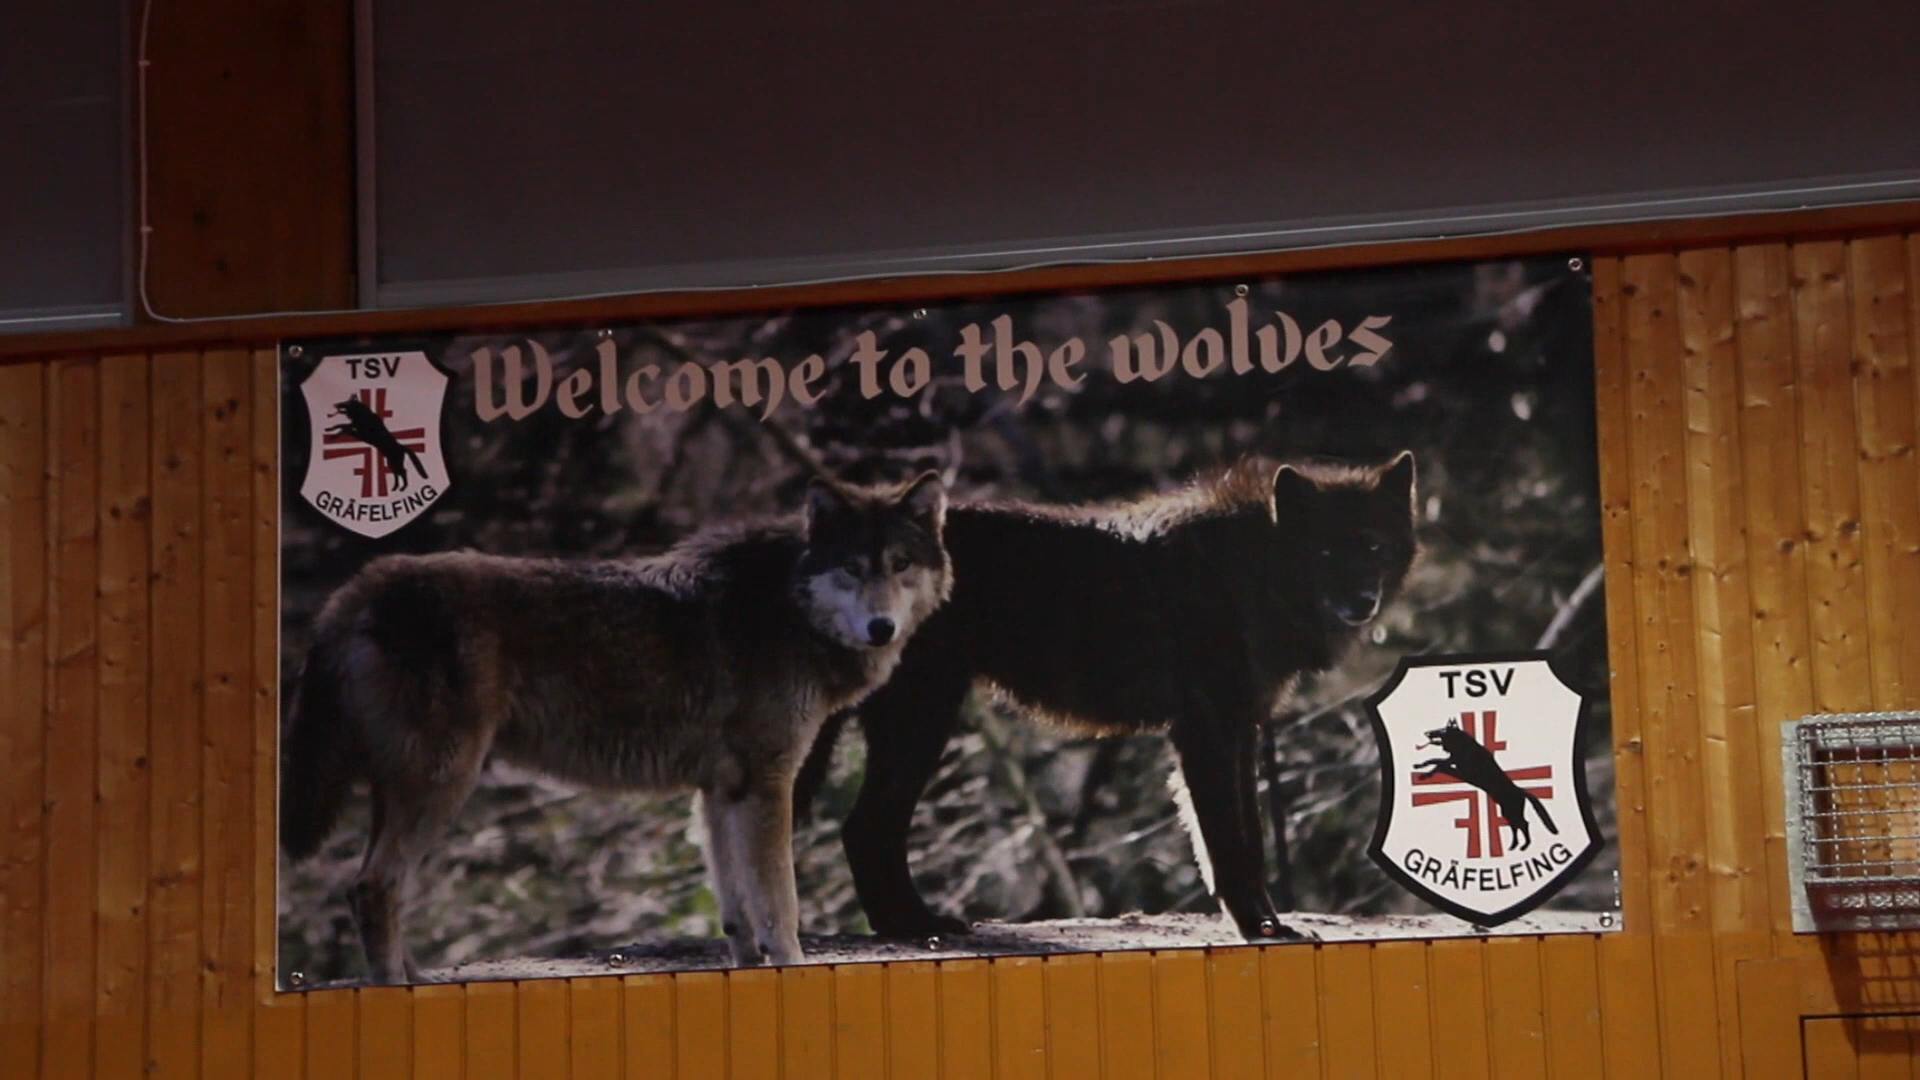 Welcome to the wolves
TSV
GRÄFELFING
TSV
GRÄFELFING